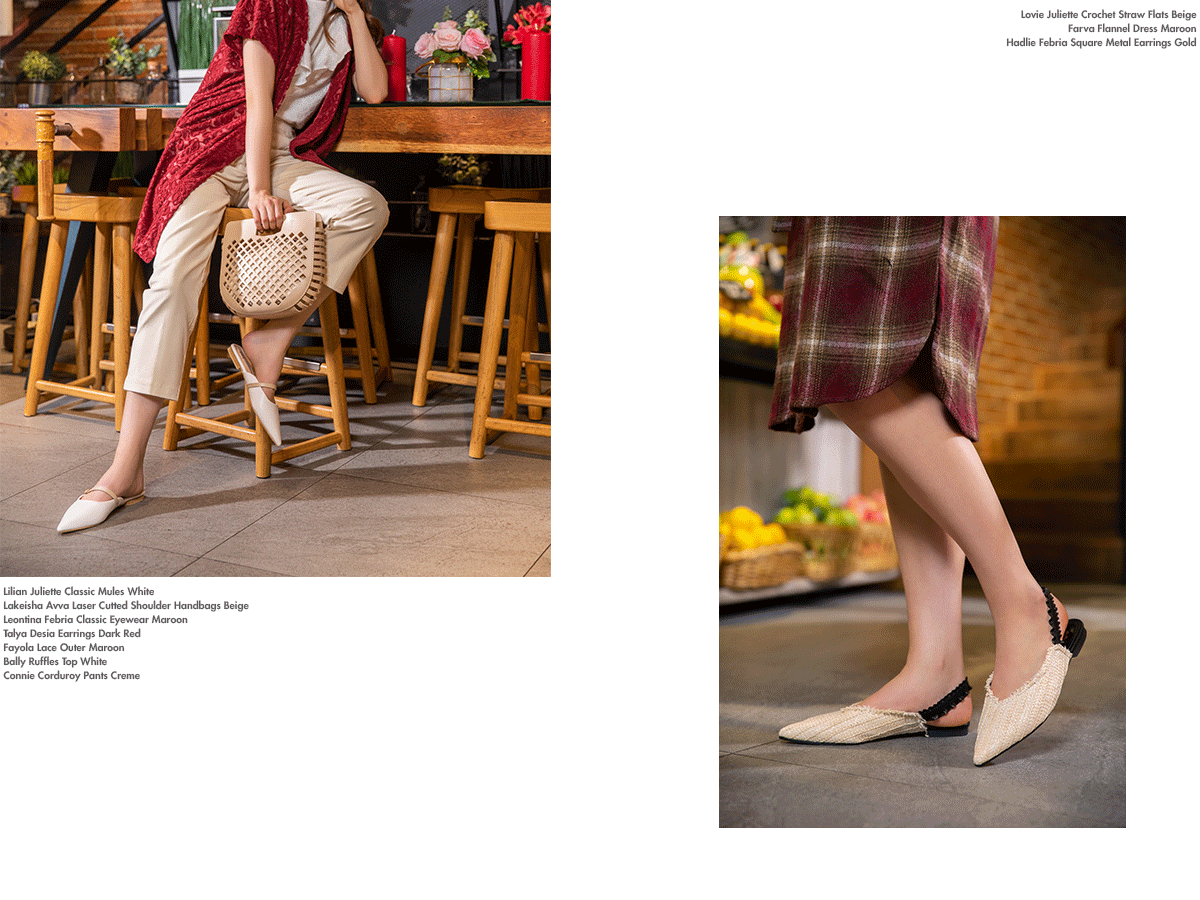 Lovie Juliette Crochet Straw Flats Beige
Farva Flannel Dress Maroon
Hadlie Febria Square Metal Earrings Gold
Lilian Juliette Classic Mules White
Lakeisha Avva Laser Cutted Shoulder Handbags Beige
Leontina Febria Classic Eyewear Maroon
Talya Desia Earrings Dark Red
Fayola Lace Outer Maroon
Bally Ruffles Top White
Connie Corduroy Pants Creme